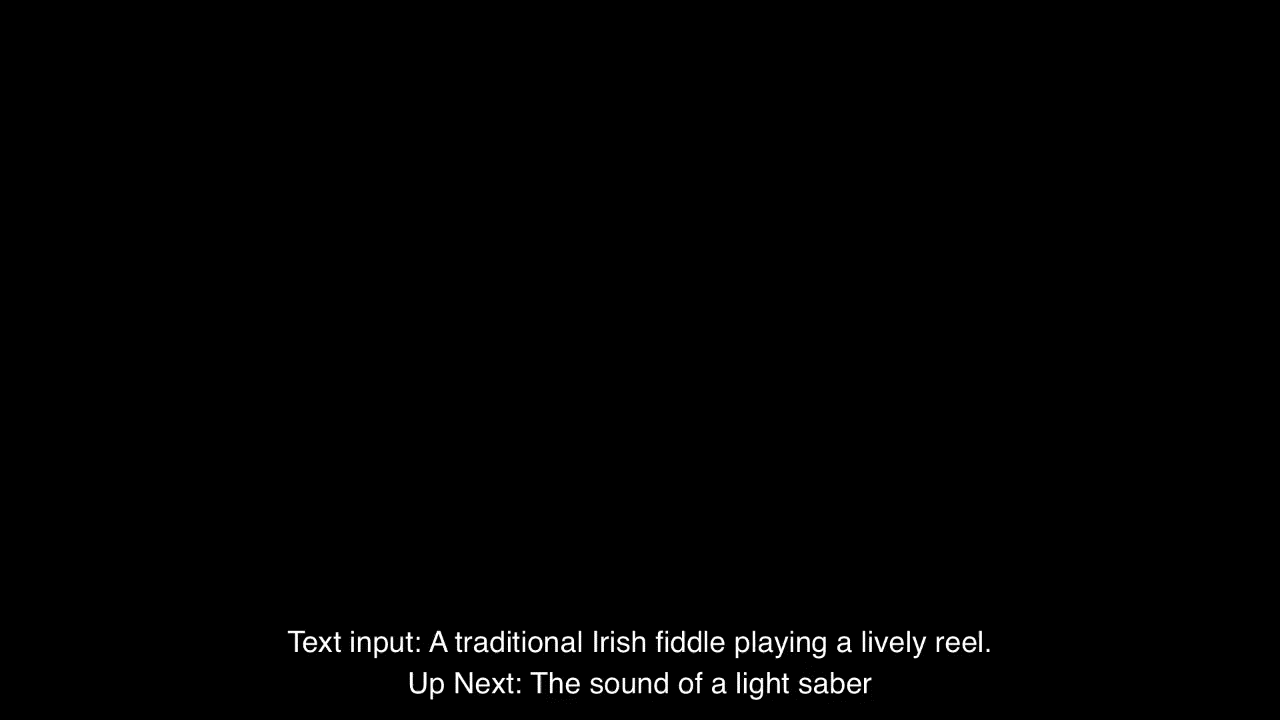 Text input: A traditional Irish fiddle playing a lively reel.
Up Next: The sound of a light saber